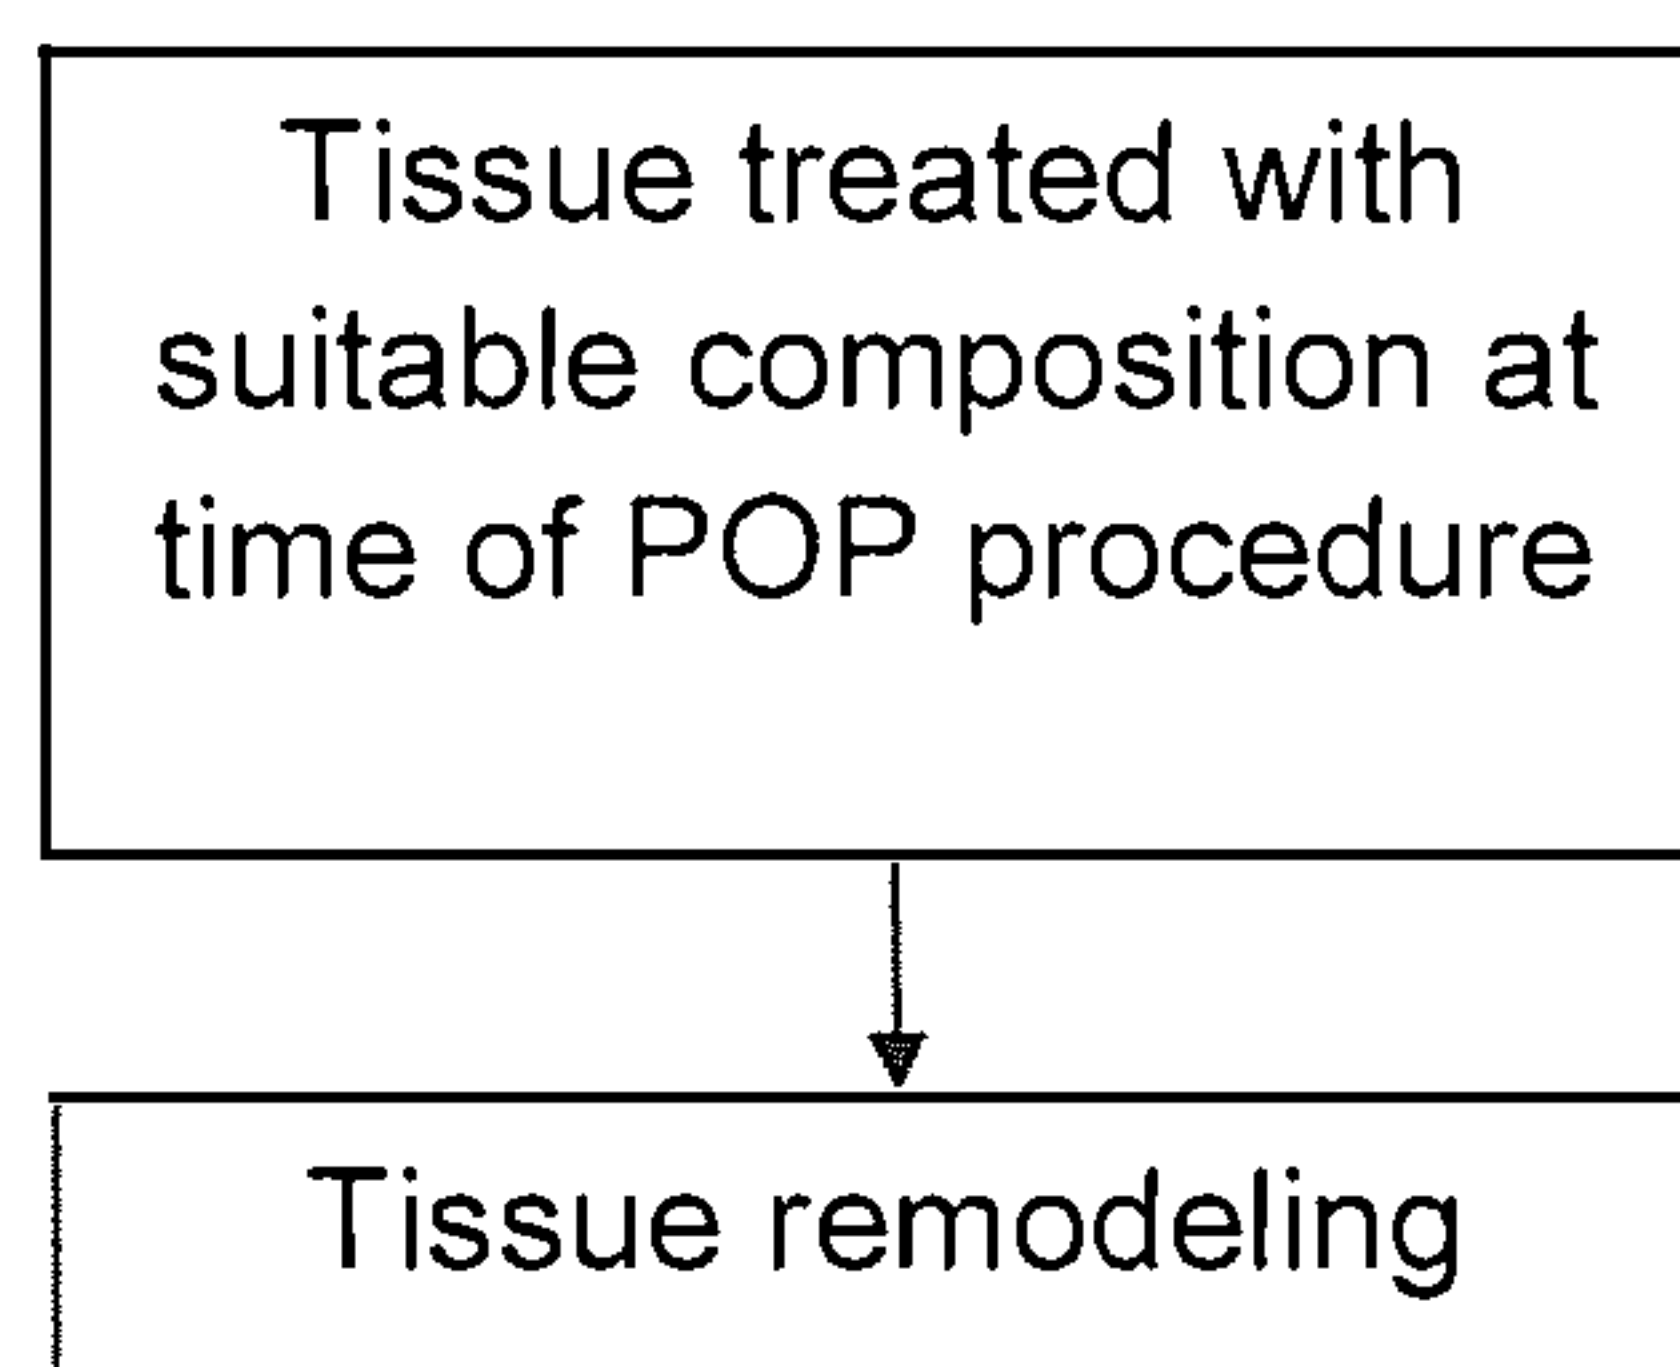 Tissue treated with
suitable composition at
time of POP procedure
Tissue remodeling